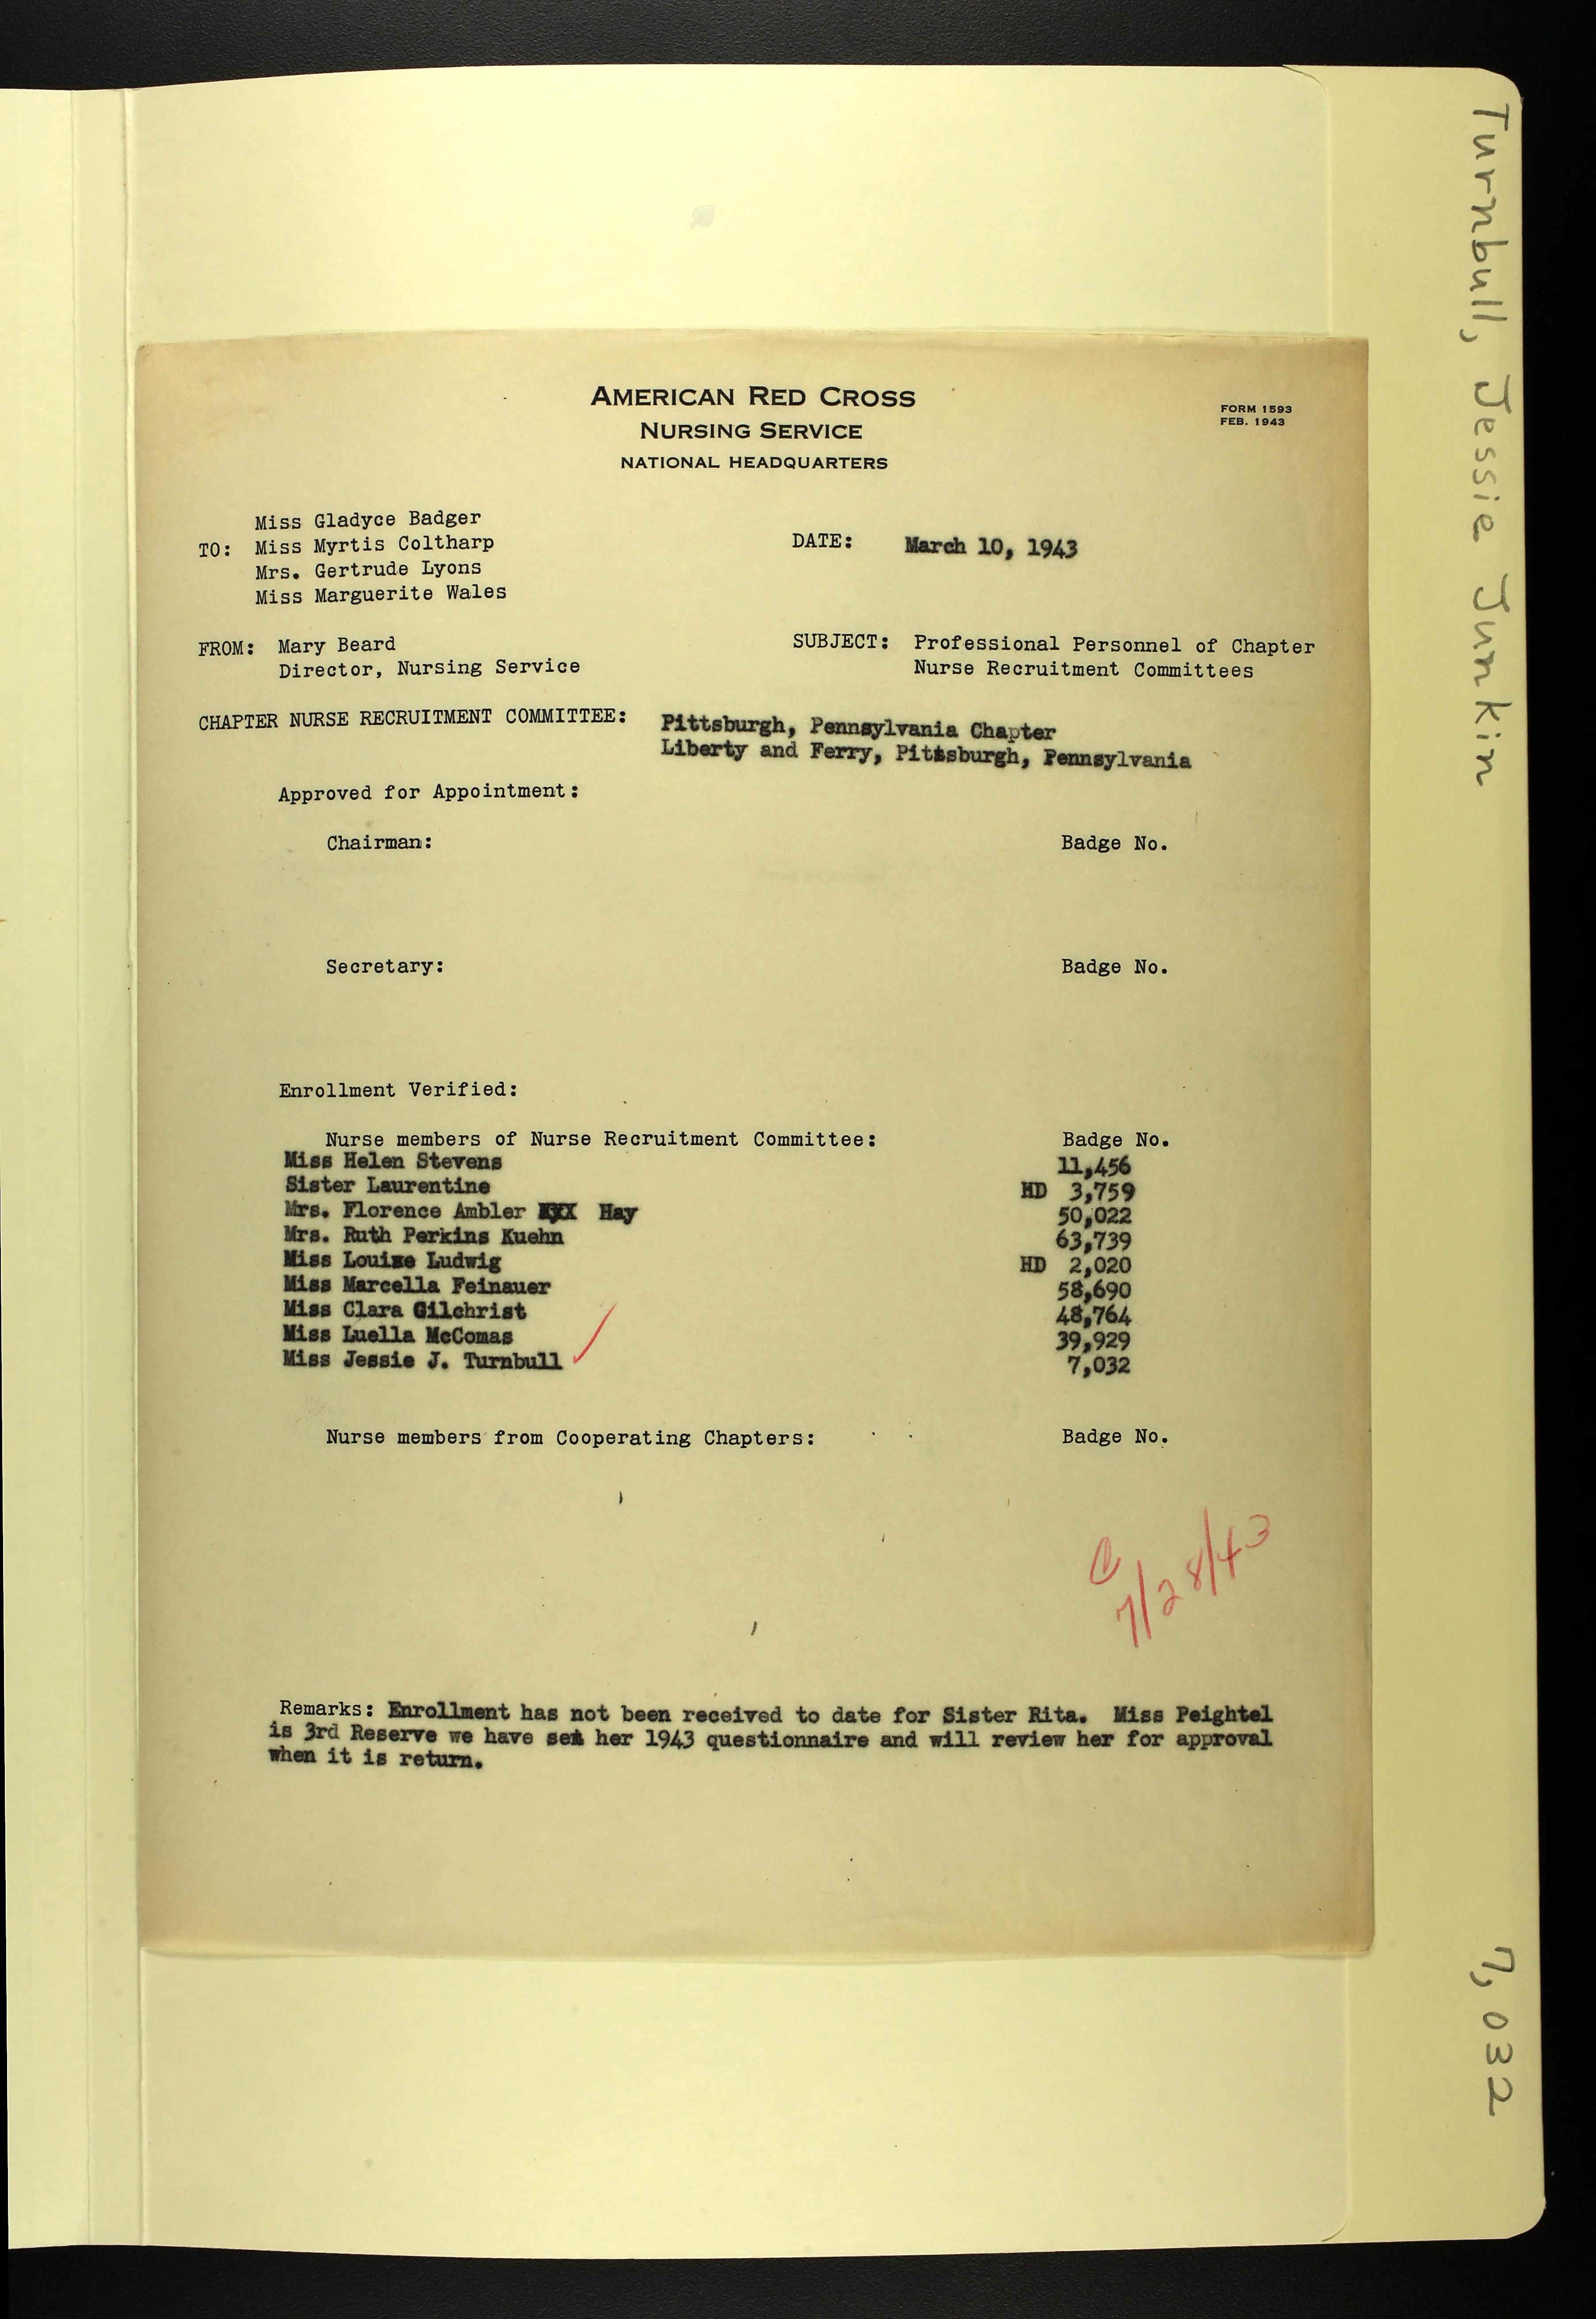 AMERICAN RED CROSS
NURSING SERVICE
NATIONAL HEADQUARTERS
FORM 1593
FEB. 1943
Miss Gladyce Badger
TO: Miss Myrtis Coltharp
Mrs. Gertrude Lyons
Miss Marguerite Wales
DATE: March 10, 1943
FROM: Mary Beard
Director, Nursing Service
SUBJECT: Professional Personnel of Chapter
Nurse Recruitment Committees
CHAPTER NURSE RECRUITMENT COMMITTEE: Pittsburgh, Pennsylvania Chapter
Liberty and Ferry, Pittsburgh, Pennsylvania
Approved for Appointment:
Chairman: Badge No.
Secretary: Badge No.
Enrollment Verified:
Nurse members of Nurse Recruitment Committee: Badge No.
Miss Helen Stevens 11,456
Sister Laurentine HD 3,759
Mrs. Florence Ambler XXX Hay 50,022
Mrs. Ruth Perkins Kuehn 63,739
Miss Louise Ludwig HD 2,020
Miss Marcella Feinauer 58,690
Miss Clara Gilchrist 48,764
Miss Luella McComas 39,929
Miss Jessie J. Turnbull 7,032
Nurse members from Cooperating Chapters: Badge No.
C
7/28/43
Remarks: Enrollment has not been received to date for Sister Rita. Miss Peightel
is 3rd Reserve we have set her 1943 questionnaire and will review her for approval
when it is return.
Turnbull, Jessie Junkin
7,032